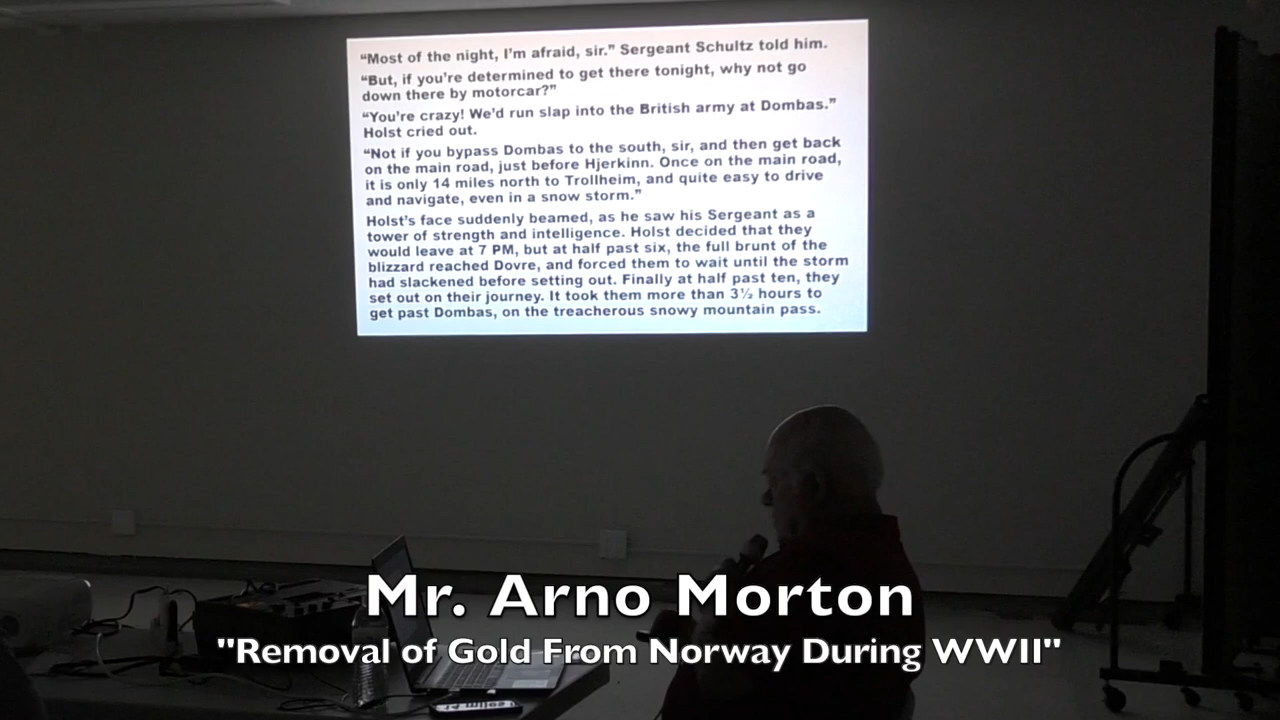 “Most of the night, I’m afraid, sir.” Sergeant Schultz told him.
“But, if you’re determined to get there tonight, why not go
down there by motorcar?”
“You’re crazy! We’d run slap into the British army at Dombas.”
Holst cried out.
“Not if you bypass Dombas to the south, sir, and then get back
on the main road, just before Hjerkinn. Once on the main road,
it is only 14 miles north to Trollheim, and quite easy to drive
and navigate, even in a snow storm.”
Holst’s face suddenly beamed, as he saw his Sergeant as a
tower of strength and intelligence. Holst decided that they
would leave at 7 PM, but at half past six, the full brunt of the
blizzard reached Dovre, and forced them to wait until the storm
had slackened before setting out. Finally at half past ten, they
set out on their journey. It took them more than 3½ hours to
get past Dombas, on the treacherous snowy mountain pass.
Mr. Arno Morton
"Removal of Gold From Norway During WWII"